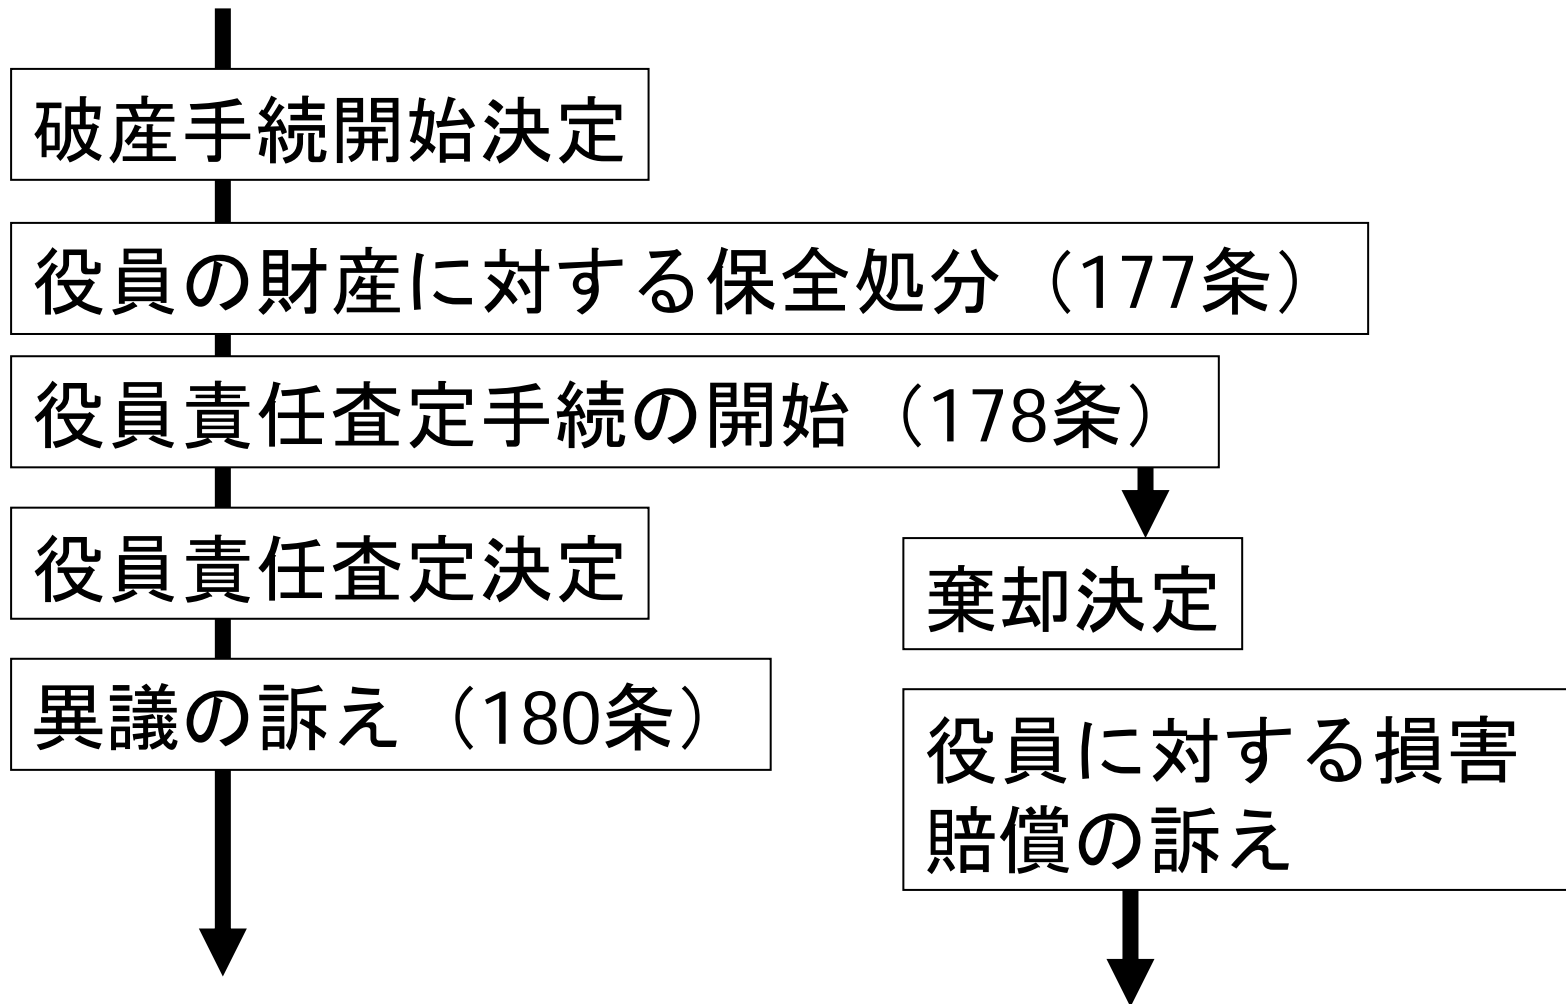 破産手続開始決定
役員の財産に対する保全処分（177条）
役員責任査定手続の開始（178条）
役員責任査定決定
異議の訴え（180条）
棄却決定
役員に対する損害
賠償の訴え